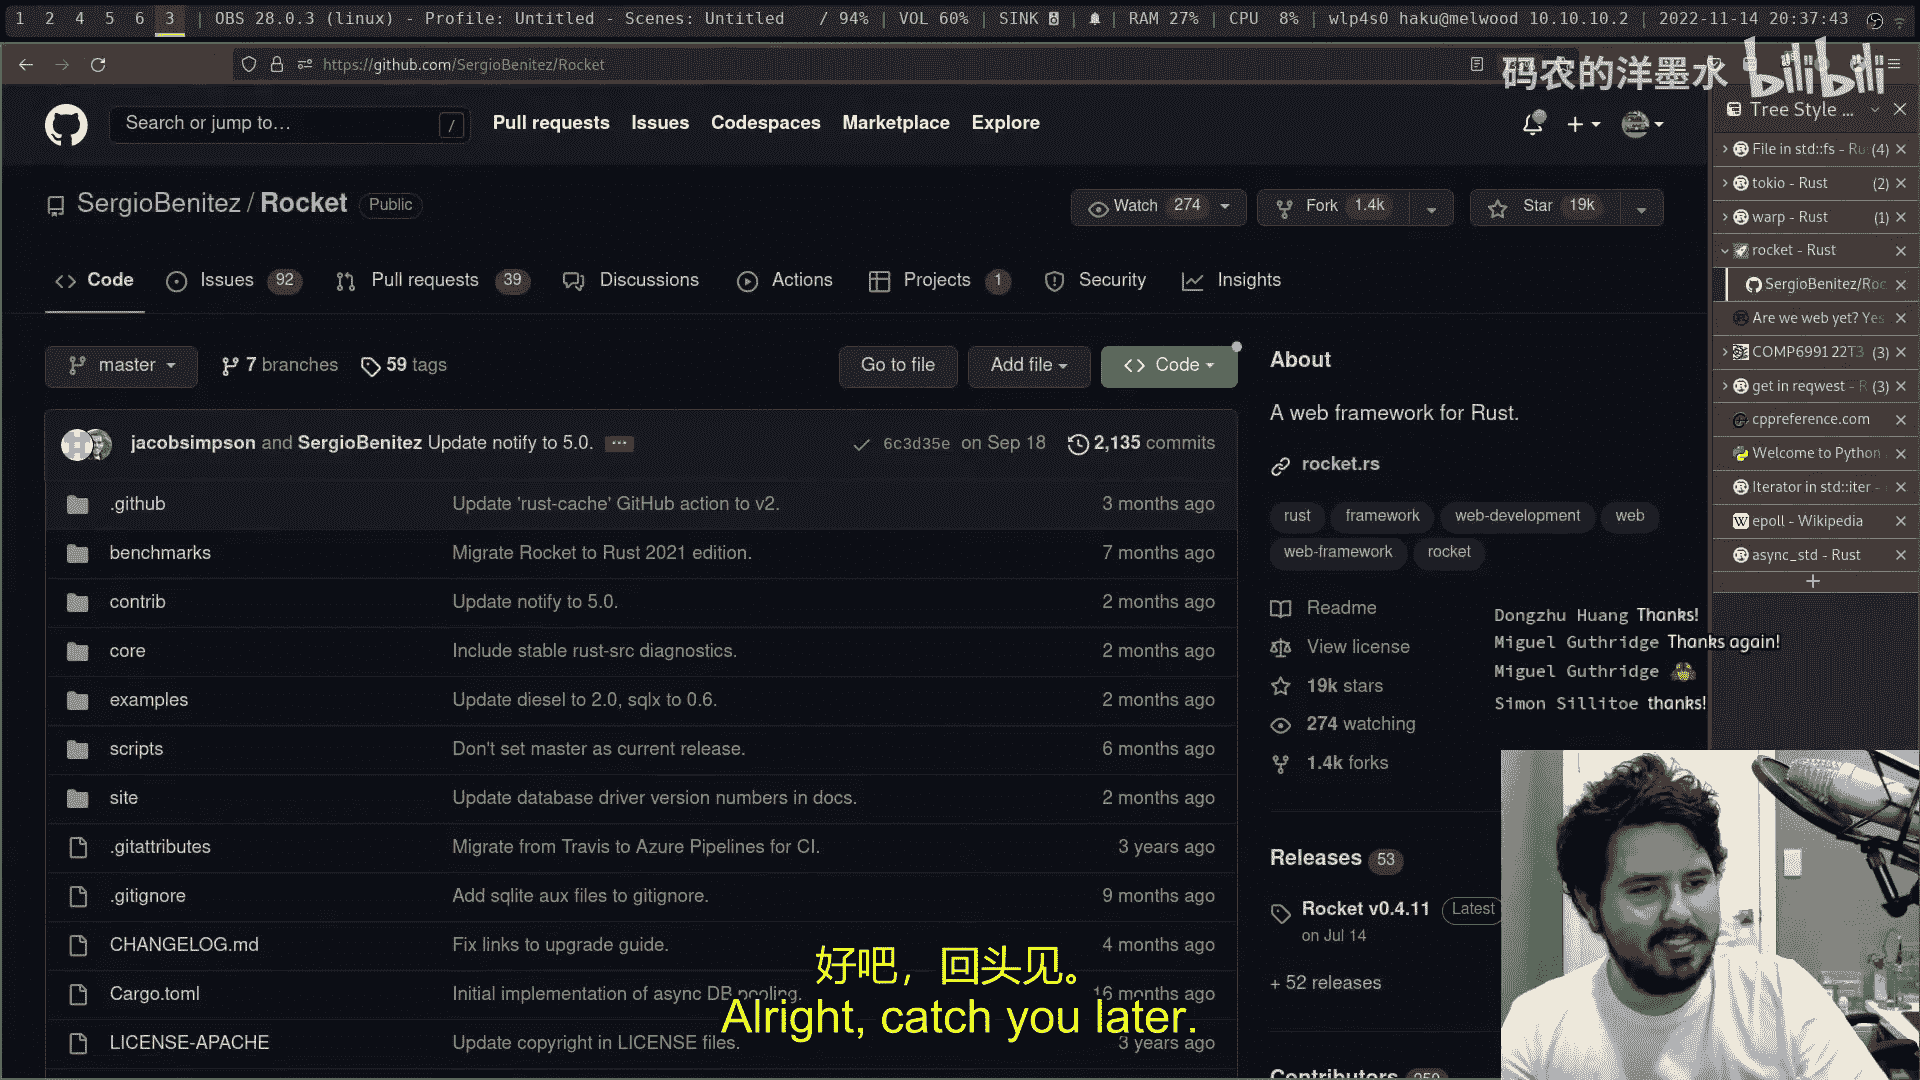 1 2 4 5 6 3 | OBS 28.0.3 (linux) - Profile: Untitled - Scenes: Untitled / 94% | VOL 60% | SINK | | RAM 27% | CPU 8% | wlp4s0 haku@melwood 10.10.10.2 | 2022-11-14 20:37:43
https://github.com/SergioBenitez/Rocket
码农的洋墨水 bilibili
Tree Style ...
Search or jump to… /
Pull requests Issues Codespaces Marketplace Explore
File in std::fs - Ru (4)
tokio - Rust (2)
warp - Rust (1)
rocket - Rust
SergioBenitez/Roc
Are we web yet? Yes
COMP6991 22T3 (3)
get in reqwest - R (3)
cppreference.com
Welcome to Python
Iterator in std::iter -
epoll - Wikipedia
async_std - Rust
+
SergioBenitez / Rocket Public
Watch 274 Fork 1.4k Star 19k
Code Issues 92 Pull requests 39 Discussions Actions Projects 1 Security Insights
master 7 branches 59 tags Go to file Add file Code
jacobsimpson and SergioBenitez Update notify to 5.0. ... 6c3d35e on Sep 18 2,135 commits
.github Update 'rust-cache' GitHub action to v2. 3 months ago
benchmarks Migrate Rocket to Rust 2021 edition. 7 months ago
contrib Update notify to 5.0. 2 months ago
core Include stable rust-src diagnostics. 2 months ago
examples Update diesel to 2.0, sqlx to 0.6. 2 months ago
scripts Don't set master as current release. 6 months ago
site Update database driver version numbers in docs. 2 months ago
.gitattributes Migrate from Travis to Azure Pipelines for CI. 3 years ago
.gitignore Add sqlite aux files to gitignore. 9 months ago
CHANGELOG.md Fix links to upgrade guide. 4 months ago
Cargo.toml Initial implementation of async DB pooling. 16 months ago
LICENSE-APACHE Update copyright in LICENSE files. 3 years ago
About
A web framework for Rust.
rocket.rs
rust framework web-development web
web-framework rocket
Readme
View license
19k stars
274 watching
1.4k forks
Releases 53
Rocket v0.4.11 Latest
on Jul 14
+ 52 releases
Contributors 259
Dongzhu Huang Thanks!
Miguel Guthridge Thanks again!
Miguel Guthridge
Simon Sillitoe thanks!
好吧，回头见。
Alright, catch you later.